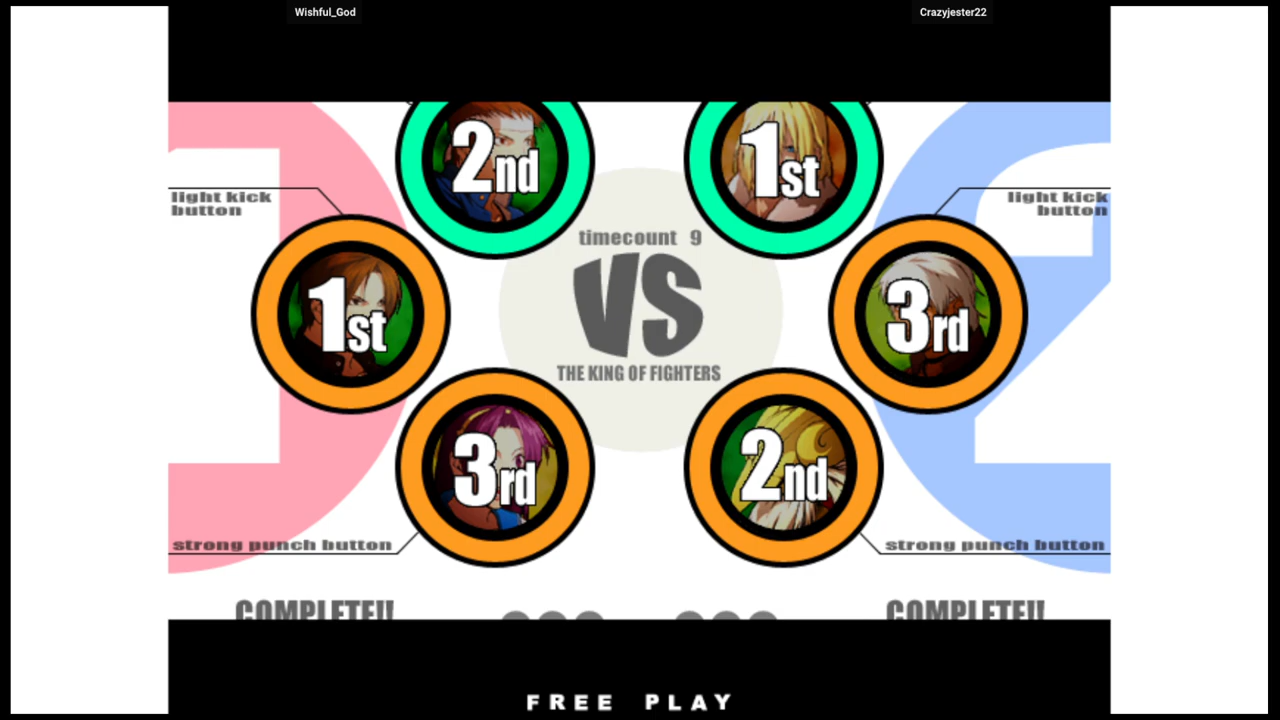 Wishful_God
Crazyjester22
2nd
1st
light kick
button
light kick
button
timecount 9
VS
THE KING OF FIGHTERS
1st
3rd
3rd
2nd
strong punch button
strong punch button
COMPLETE!!
COMPLETE!!
FREE PLAY